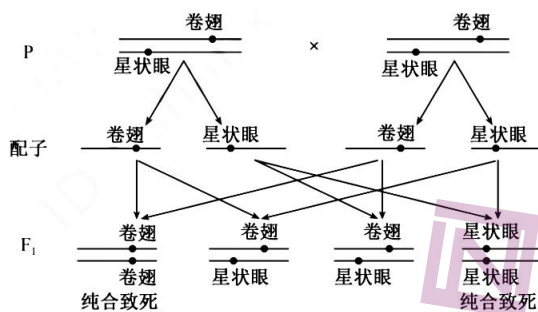 卷翅 卷翅
P ×
星状眼 星状眼
卷翅 星状眼 卷翅 星状眼
配子
卷翅 卷翅 卷翅 星状眼
F₁
卷翅 星状眼 星状眼 星状眼
纯合致死 纯合致死